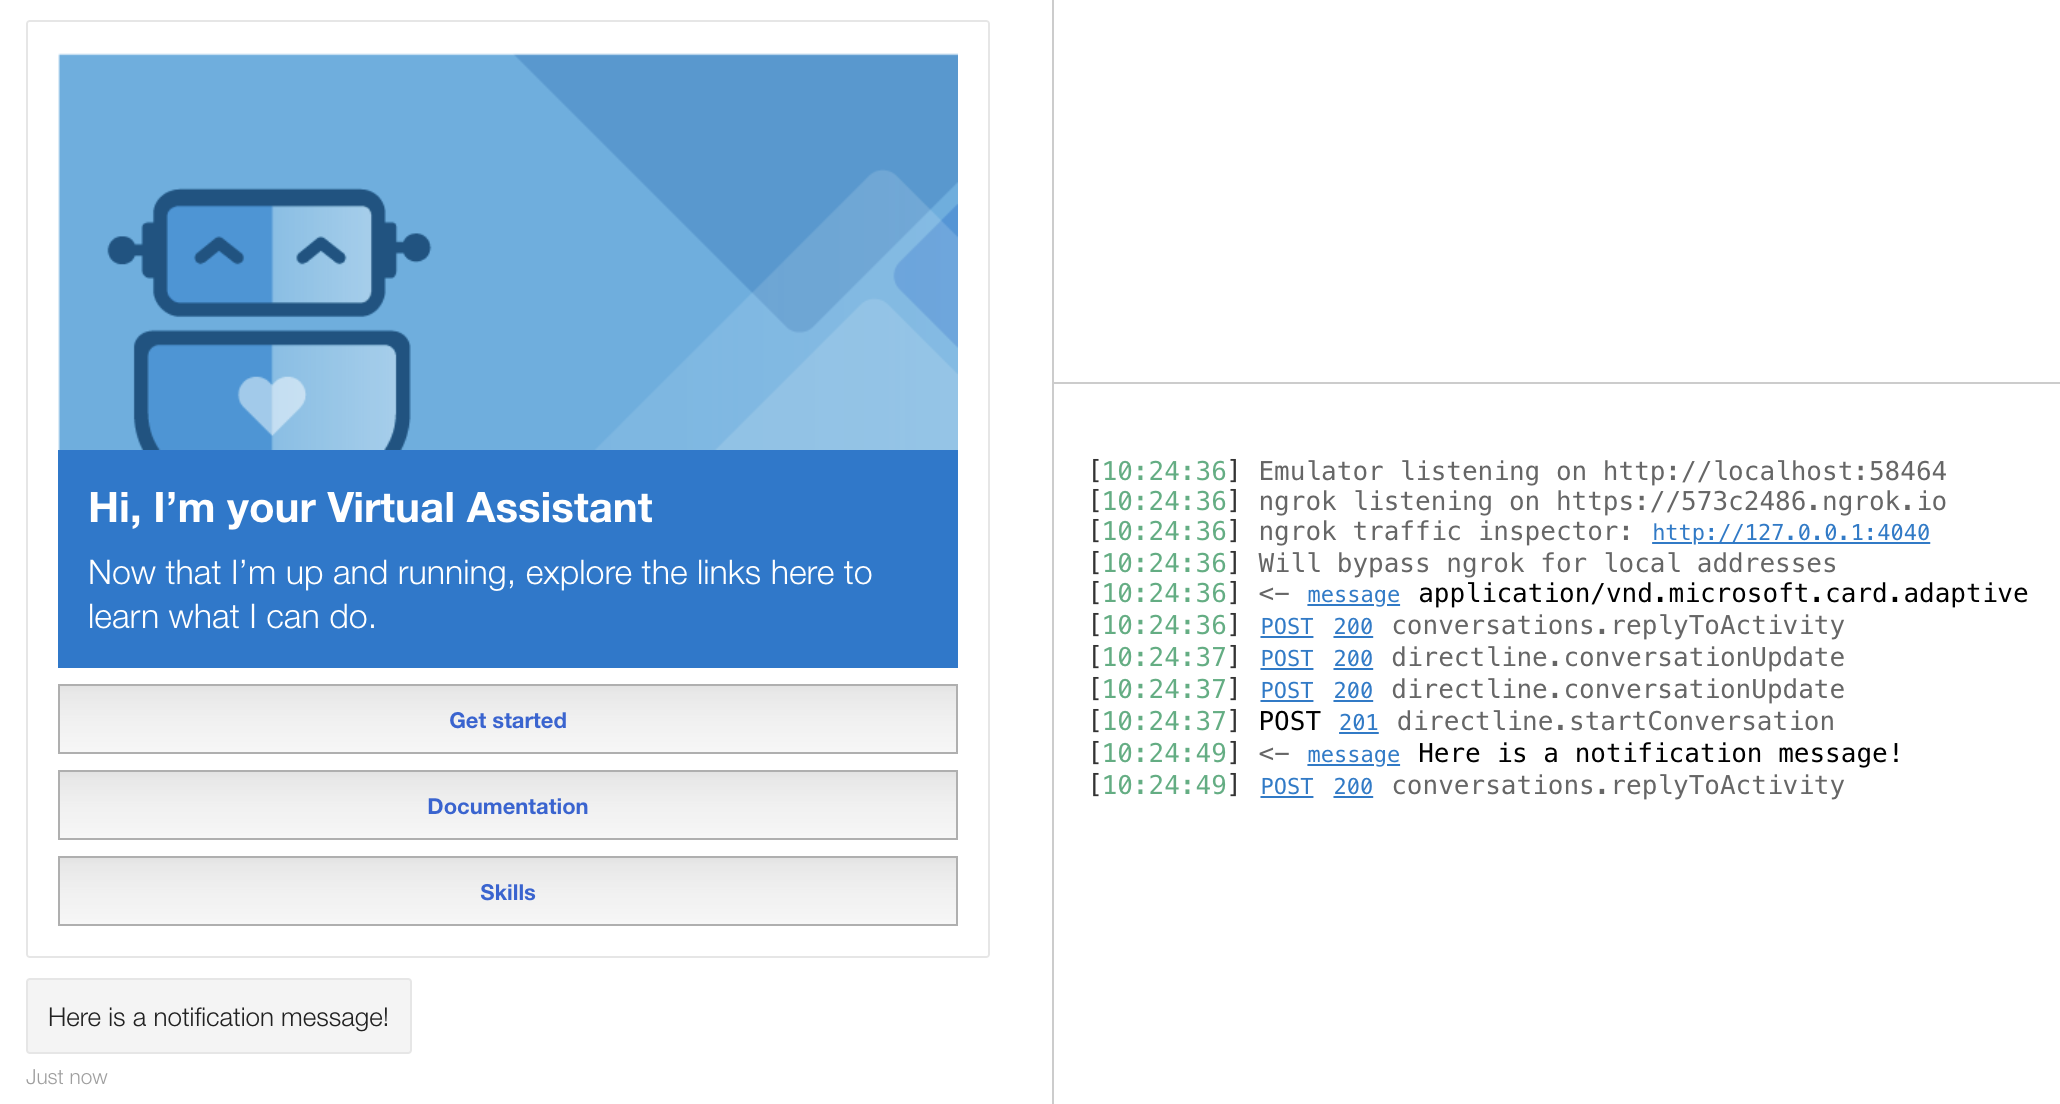 Hi, I’m your Virtual Assistant
Now that I’m up and running, explore the links here to
learn what I can do.
Get started
Documentation
Skills
Here is a notification message!
Just now
[10:24:36] Emulator listening on http://localhost:58464
[10:24:36] ngrok listening on https://573c2486.ngrok.io
[10:24:36] ngrok traffic inspector: http://127.0.0.1:4040
[10:24:36] Will bypass ngrok for local addresses
[10:24:36] <- message application/vnd.microsoft.card.adaptive
[10:24:36] POST 200 conversations.replyToActivity
[10:24:37] POST 200 directline.conversationUpdate
[10:24:37] POST 200 directline.conversationUpdate
[10:24:37] POST 201 directline.startConversation
[10:24:49] <- message Here is a notification message!
[10:24:49] POST 200 conversations.replyToActivity